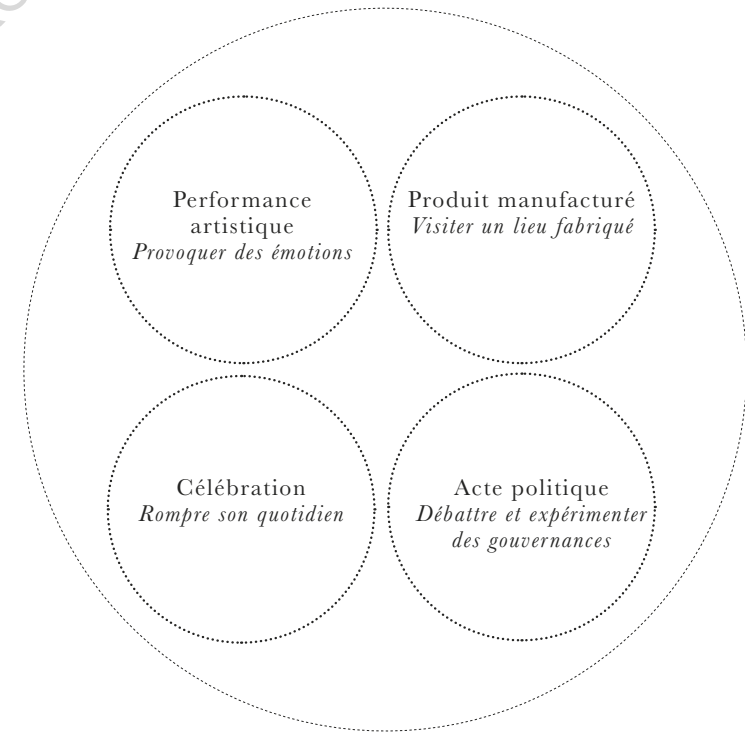 Performance
artistique
Provoquer des émotions
Produit manufacturé
Visiter un lieu fabriqué
Célébration
Rompre son quotidien
Acte politique
Débattre et expérimenter
des gouvernances